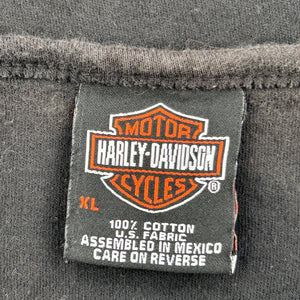 MOTOR
HARLEY-DAVIDSON
CYCLES
®
XL
100% COTTON
U.S. FABRIC
ASSEMBLED IN MEXICO
CARE ON REVERSE